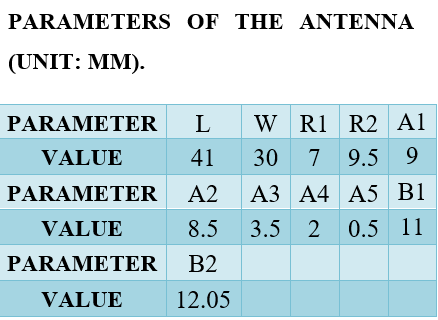 PARAMETERS OF THE ANTENNA
(UNIT: MM).
PARAMETER L W R1 R2 A1
VALUE 41 30 7 9.5 9
PARAMETER A2 A3 A4 A5 B1
VALUE 8.5 3.5 2 0.5 11
PARAMETER B2
VALUE 12.05